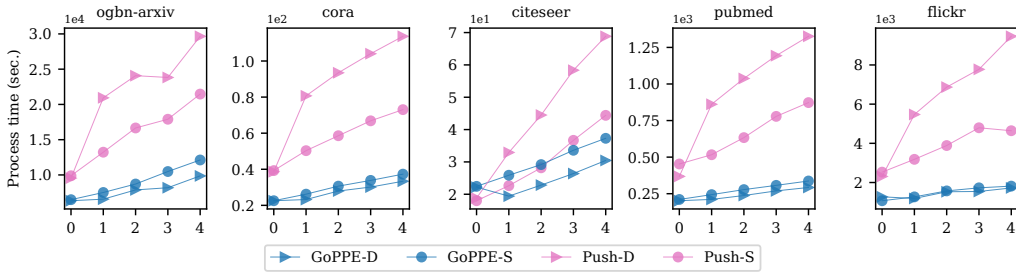 ogbn-arxiv cora citeseer pubmed flickr
1e4 1e2 1e1 1e3 1e3
Process time (sec.)
3.0
2.5
2.0
1.5
1.0
0 1 2 3 4
1.0
0.8
0.6
0.4
0.2
0 1 2 3 4
7
6
5
4
3
2
0 1 2 3 4
1.25
1.00
0.75
0.50
0.25
0 1 2 3 4
8
6
4
2
0 1 2 3 4
GoPPE-D GoPPE-S Push-D Push-S